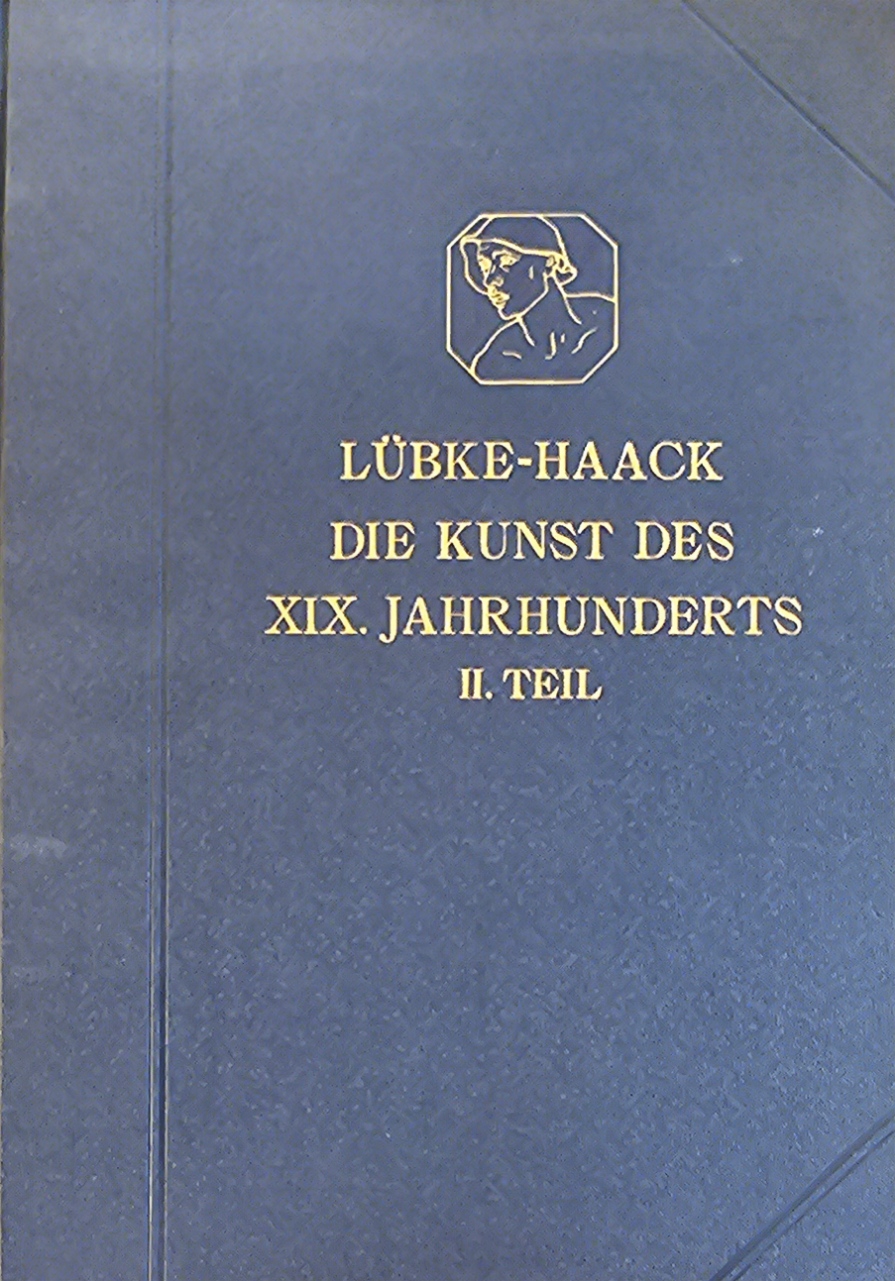 LÜBKE-HAACK
DIE KUNST DES
XIX. JAHRHUNDERTS
II. TEIL